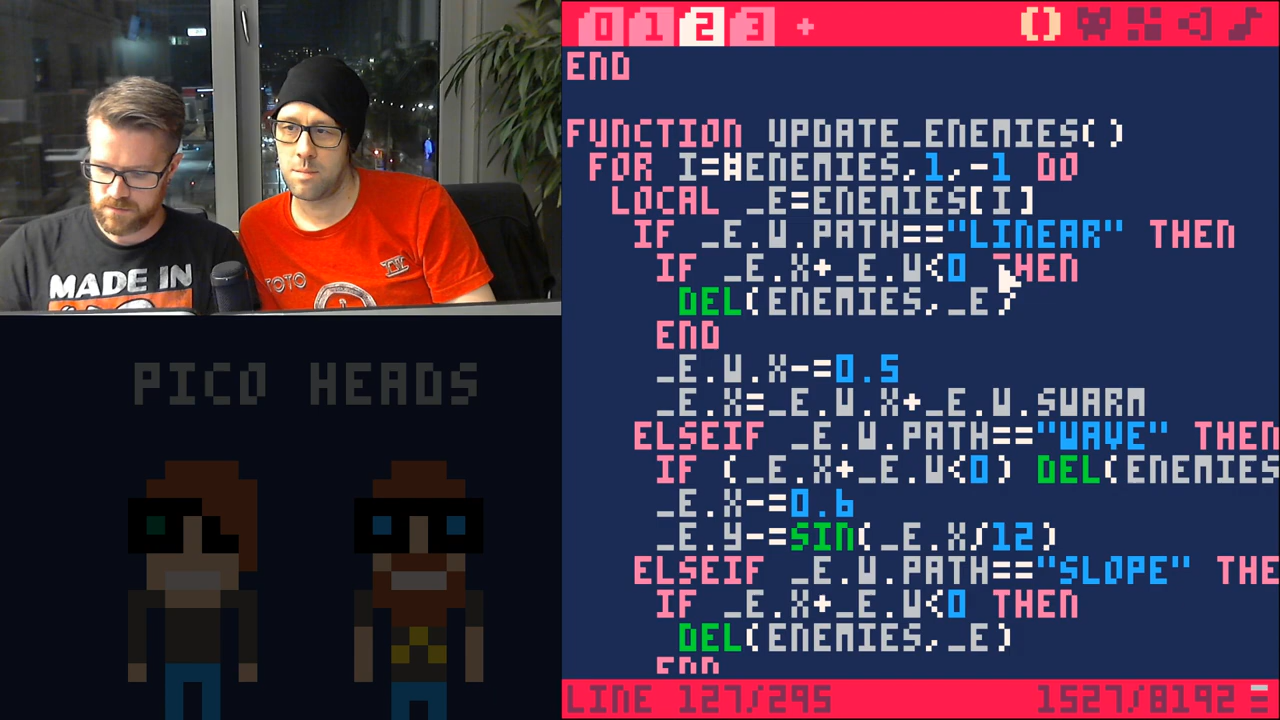 MADE IN
TOTO
PICO HEADS
0 1 2 3 +
END
FUNCTION UPDATE_ENEMIES()
FOR I=#ENEMIES,1,-1 DO
LOCAL _E=ENEMIES[I]
IF _E.W.PATH=="LINEAR" THEN
IF _E.X+_E.W<0 THEN
DEL(ENEMIES,_E)
END
_E.W.X-=0.5
_E.X=_E.W.X+_E.W.SWARM
ELSEIF _E.W.PATH=="WAVE" THEN
IF (_E.X+_E.W<0) DEL(ENEMIES
_E.X-=0.6
_E.Y-=SIN(_E.X/12)
ELSEIF _E.W.PATH=="SLOPE" THE
IF _E.X+_E.W<0 THEN
DEL(ENEMIES,_E)
END
LINE 127/295
1527/8192